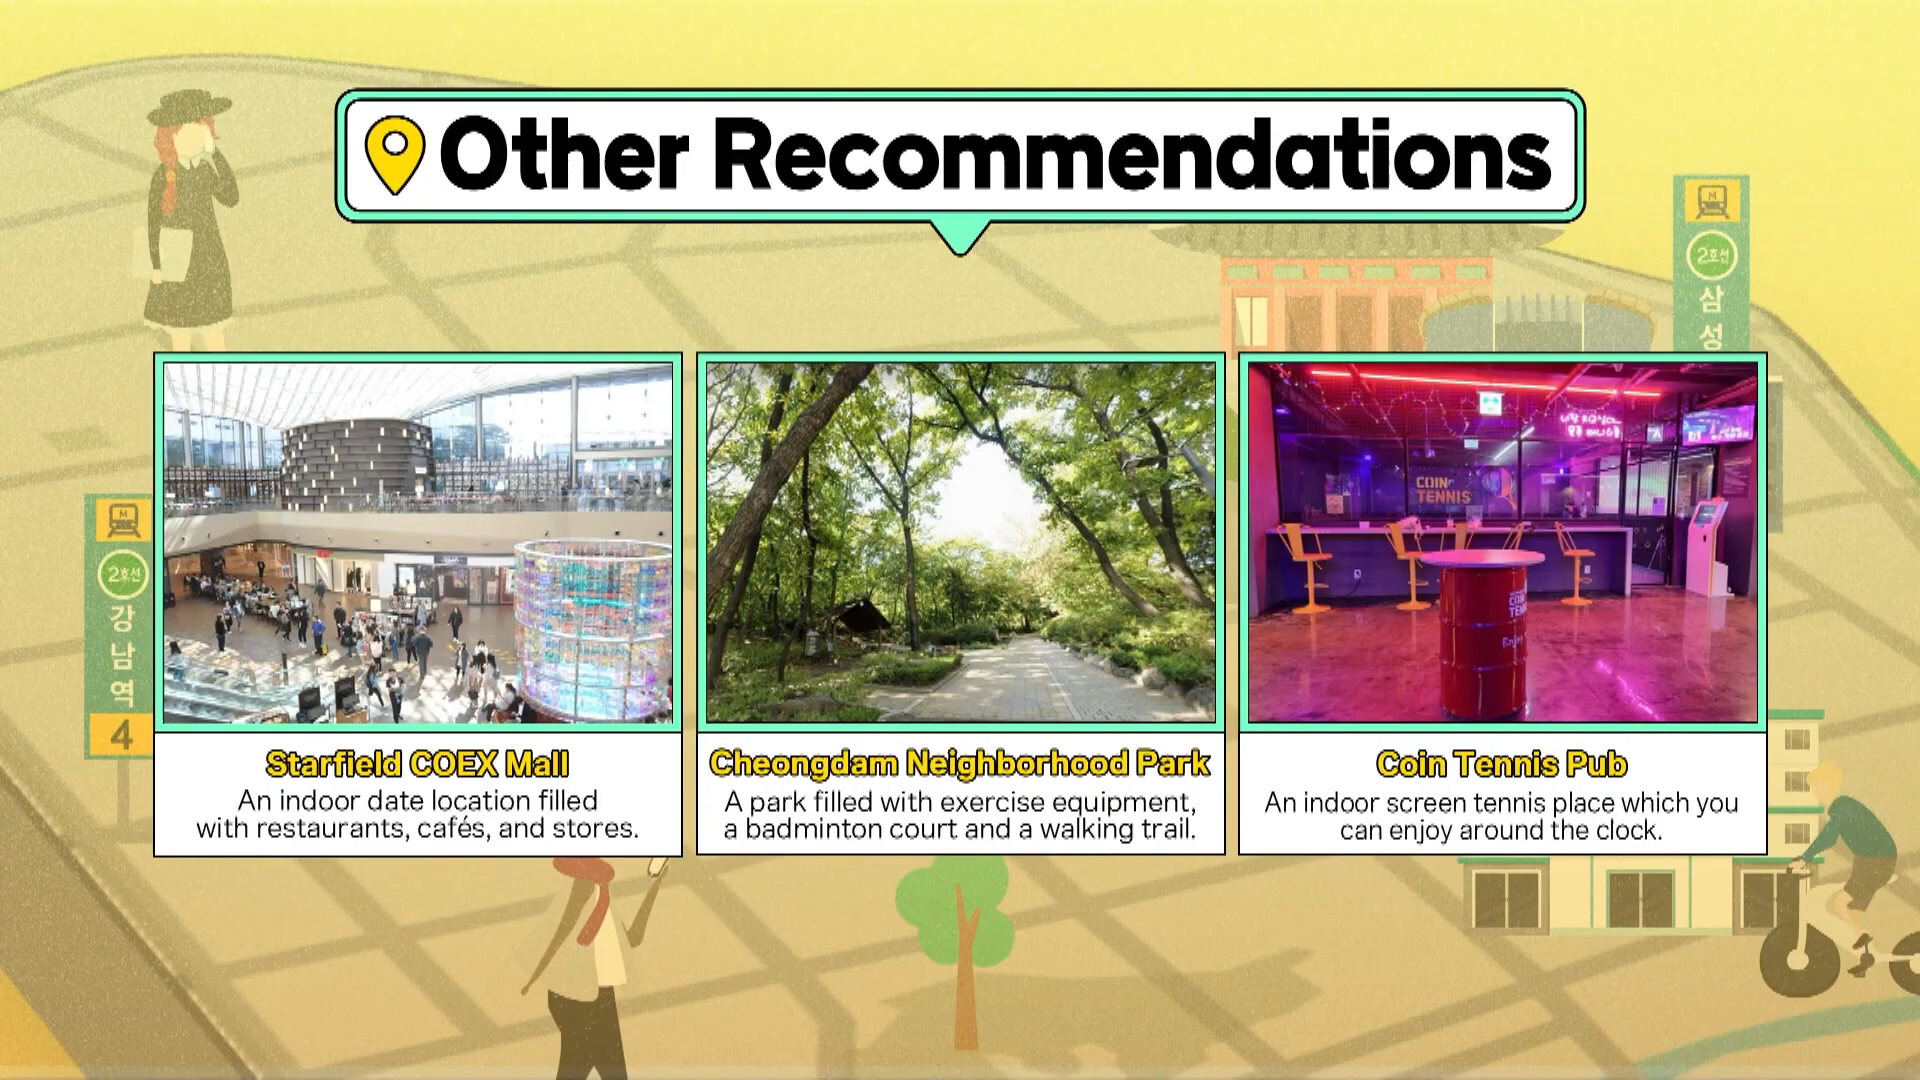 Other Recommendations
M
2호선
삼
성
M
2호선
강
남
역
4
COIN
TENNIS
COIN
Enjoy
Starfield COEX Mall
An indoor date location filled
with restaurants, cafés, and stores.
Cheongdam Neighborhood Park
A park filled with exercise equipment,
a badminton court and a walking trail.
Coin Tennis Pub
An indoor screen tennis place which you
can enjoy around the clock.